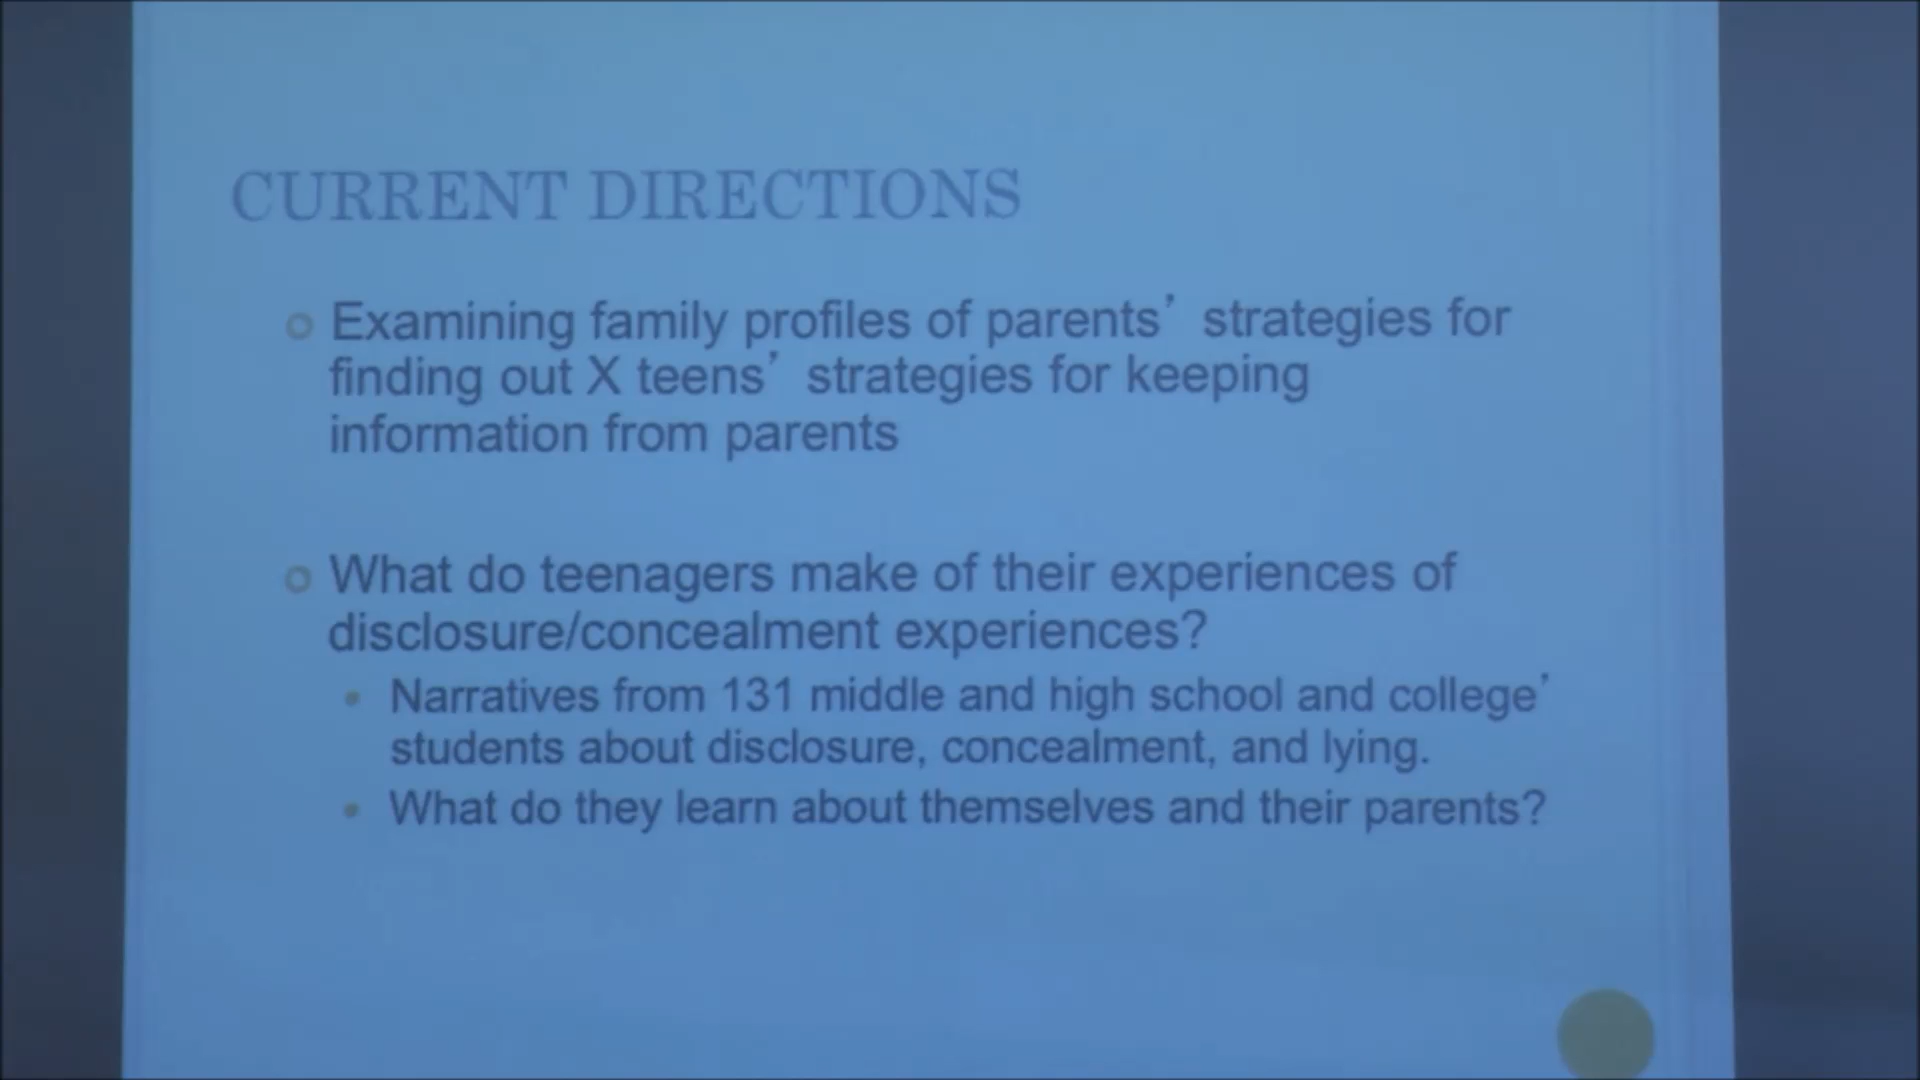 CURRENT DIRECTIONS
Examining family profiles of parents’ strategies for
finding out X teens’ strategies for keeping
information from parents
What do teenagers make of their experiences of
disclosure/concealment experiences?
Narratives from 131 middle and high school and college’
students about disclosure, concealment, and lying.
What do they learn about themselves and their parents?